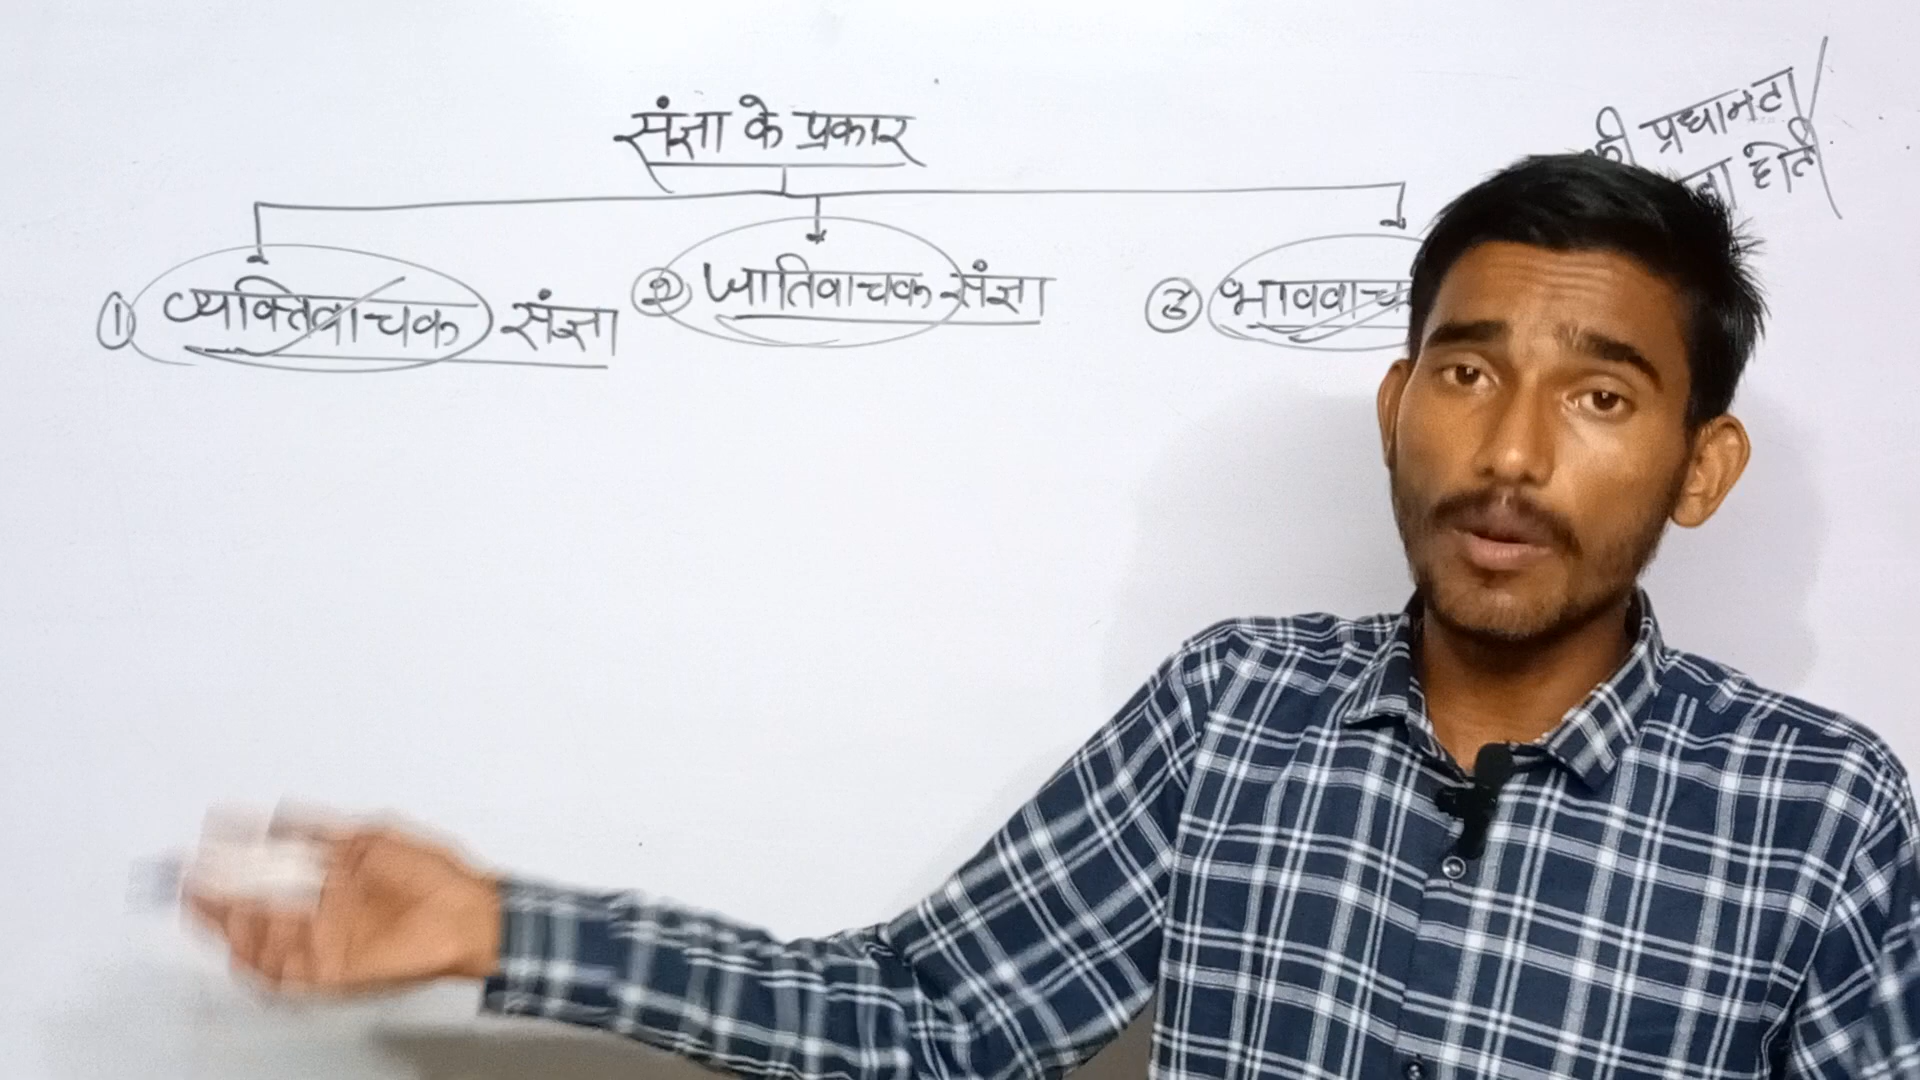 संज्ञा के प्रकार
की प्रधानता
होती
① व्यक्तिवाचक संज्ञा
② जातिवाचक संज्ञा
③ भाववाच